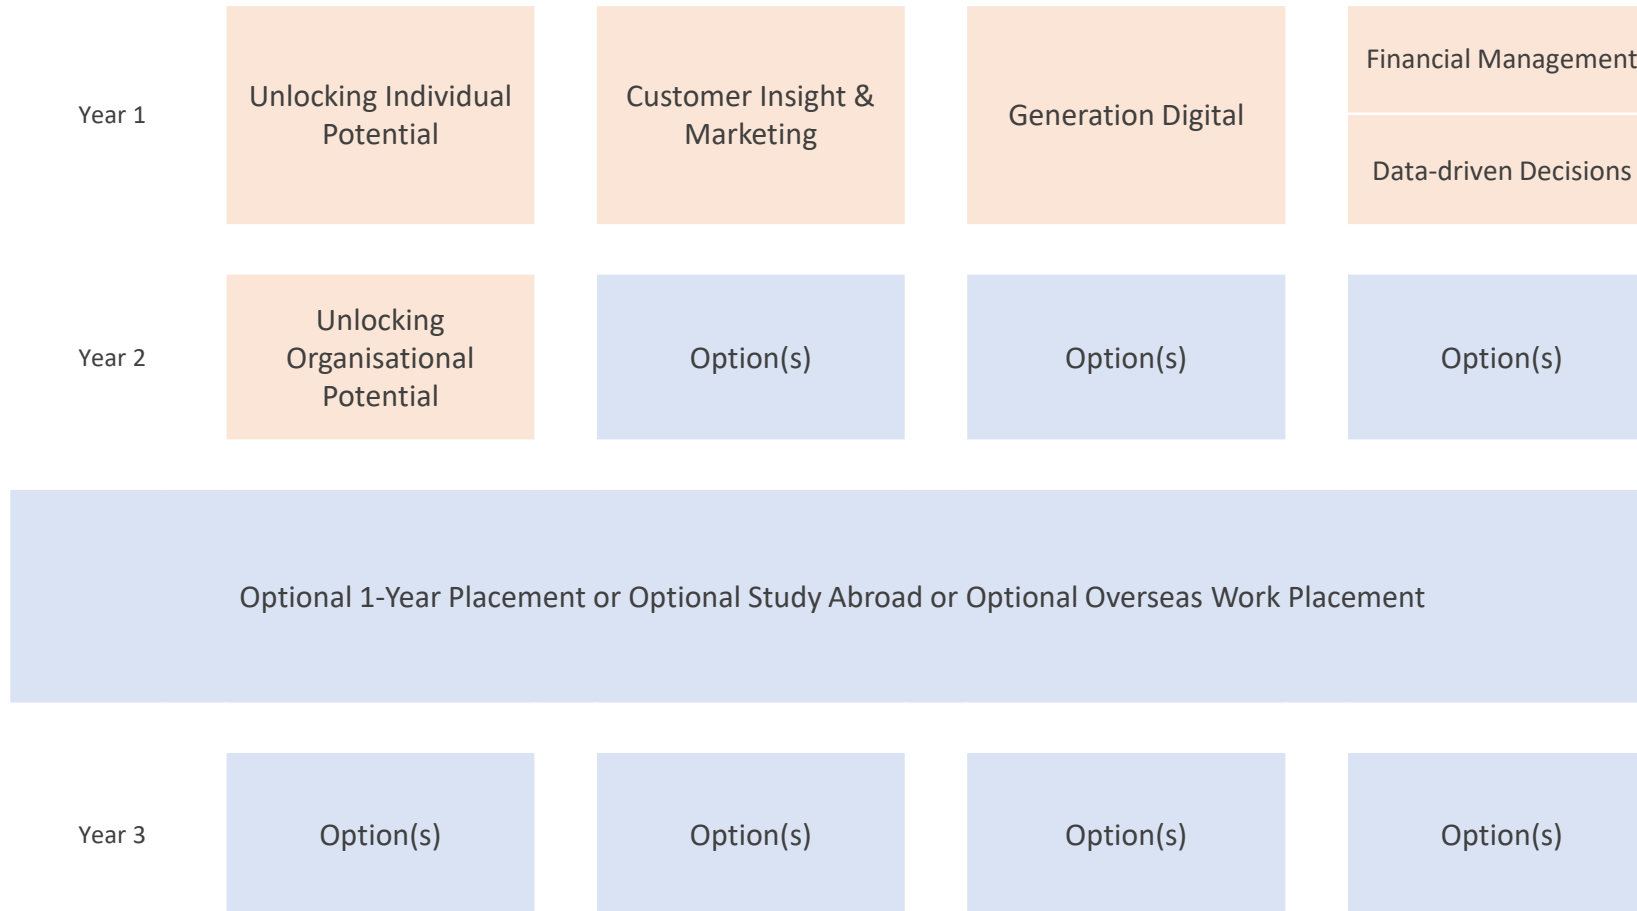 Year 1
Unlocking Individual
Potential
Customer Insight &
Marketing
Generation Digital
Financial Management
Data-driven Decisions
Year 2
Unlocking
Organisational
Potential
Option(s)
Option(s)
Option(s)
Optional 1-Year Placement or Optional Study Abroad or Optional Overseas Work Placement
Year 3
Option(s)
Option(s)
Option(s)
Option(s)